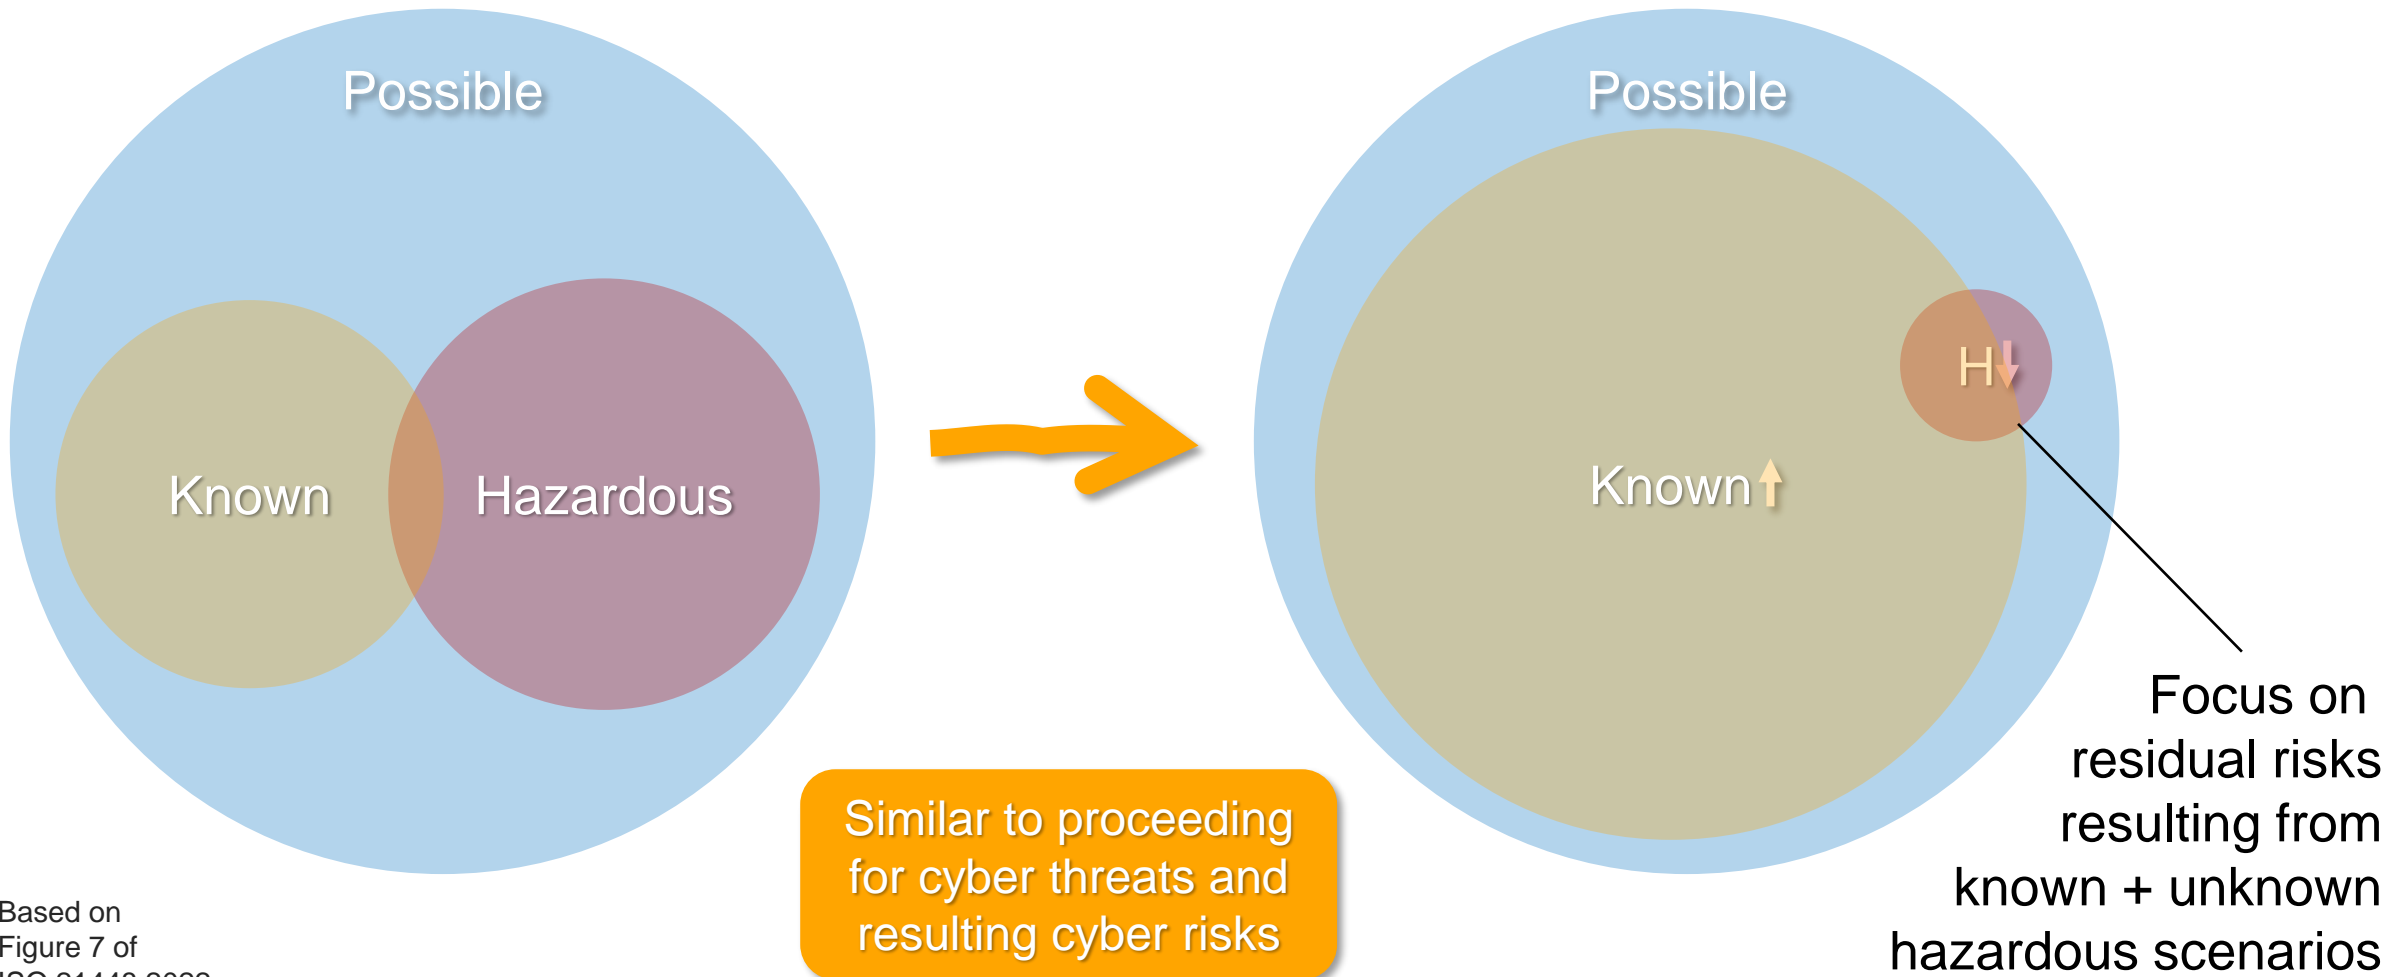 Possible
Known
Hazardous
Possible
H
Known
Similar to proceeding
for cyber threats and
resulting cyber risks
Focus on
residual risks
resulting from
known + unknown
hazardous scenarios
Based on
Figure 7 of